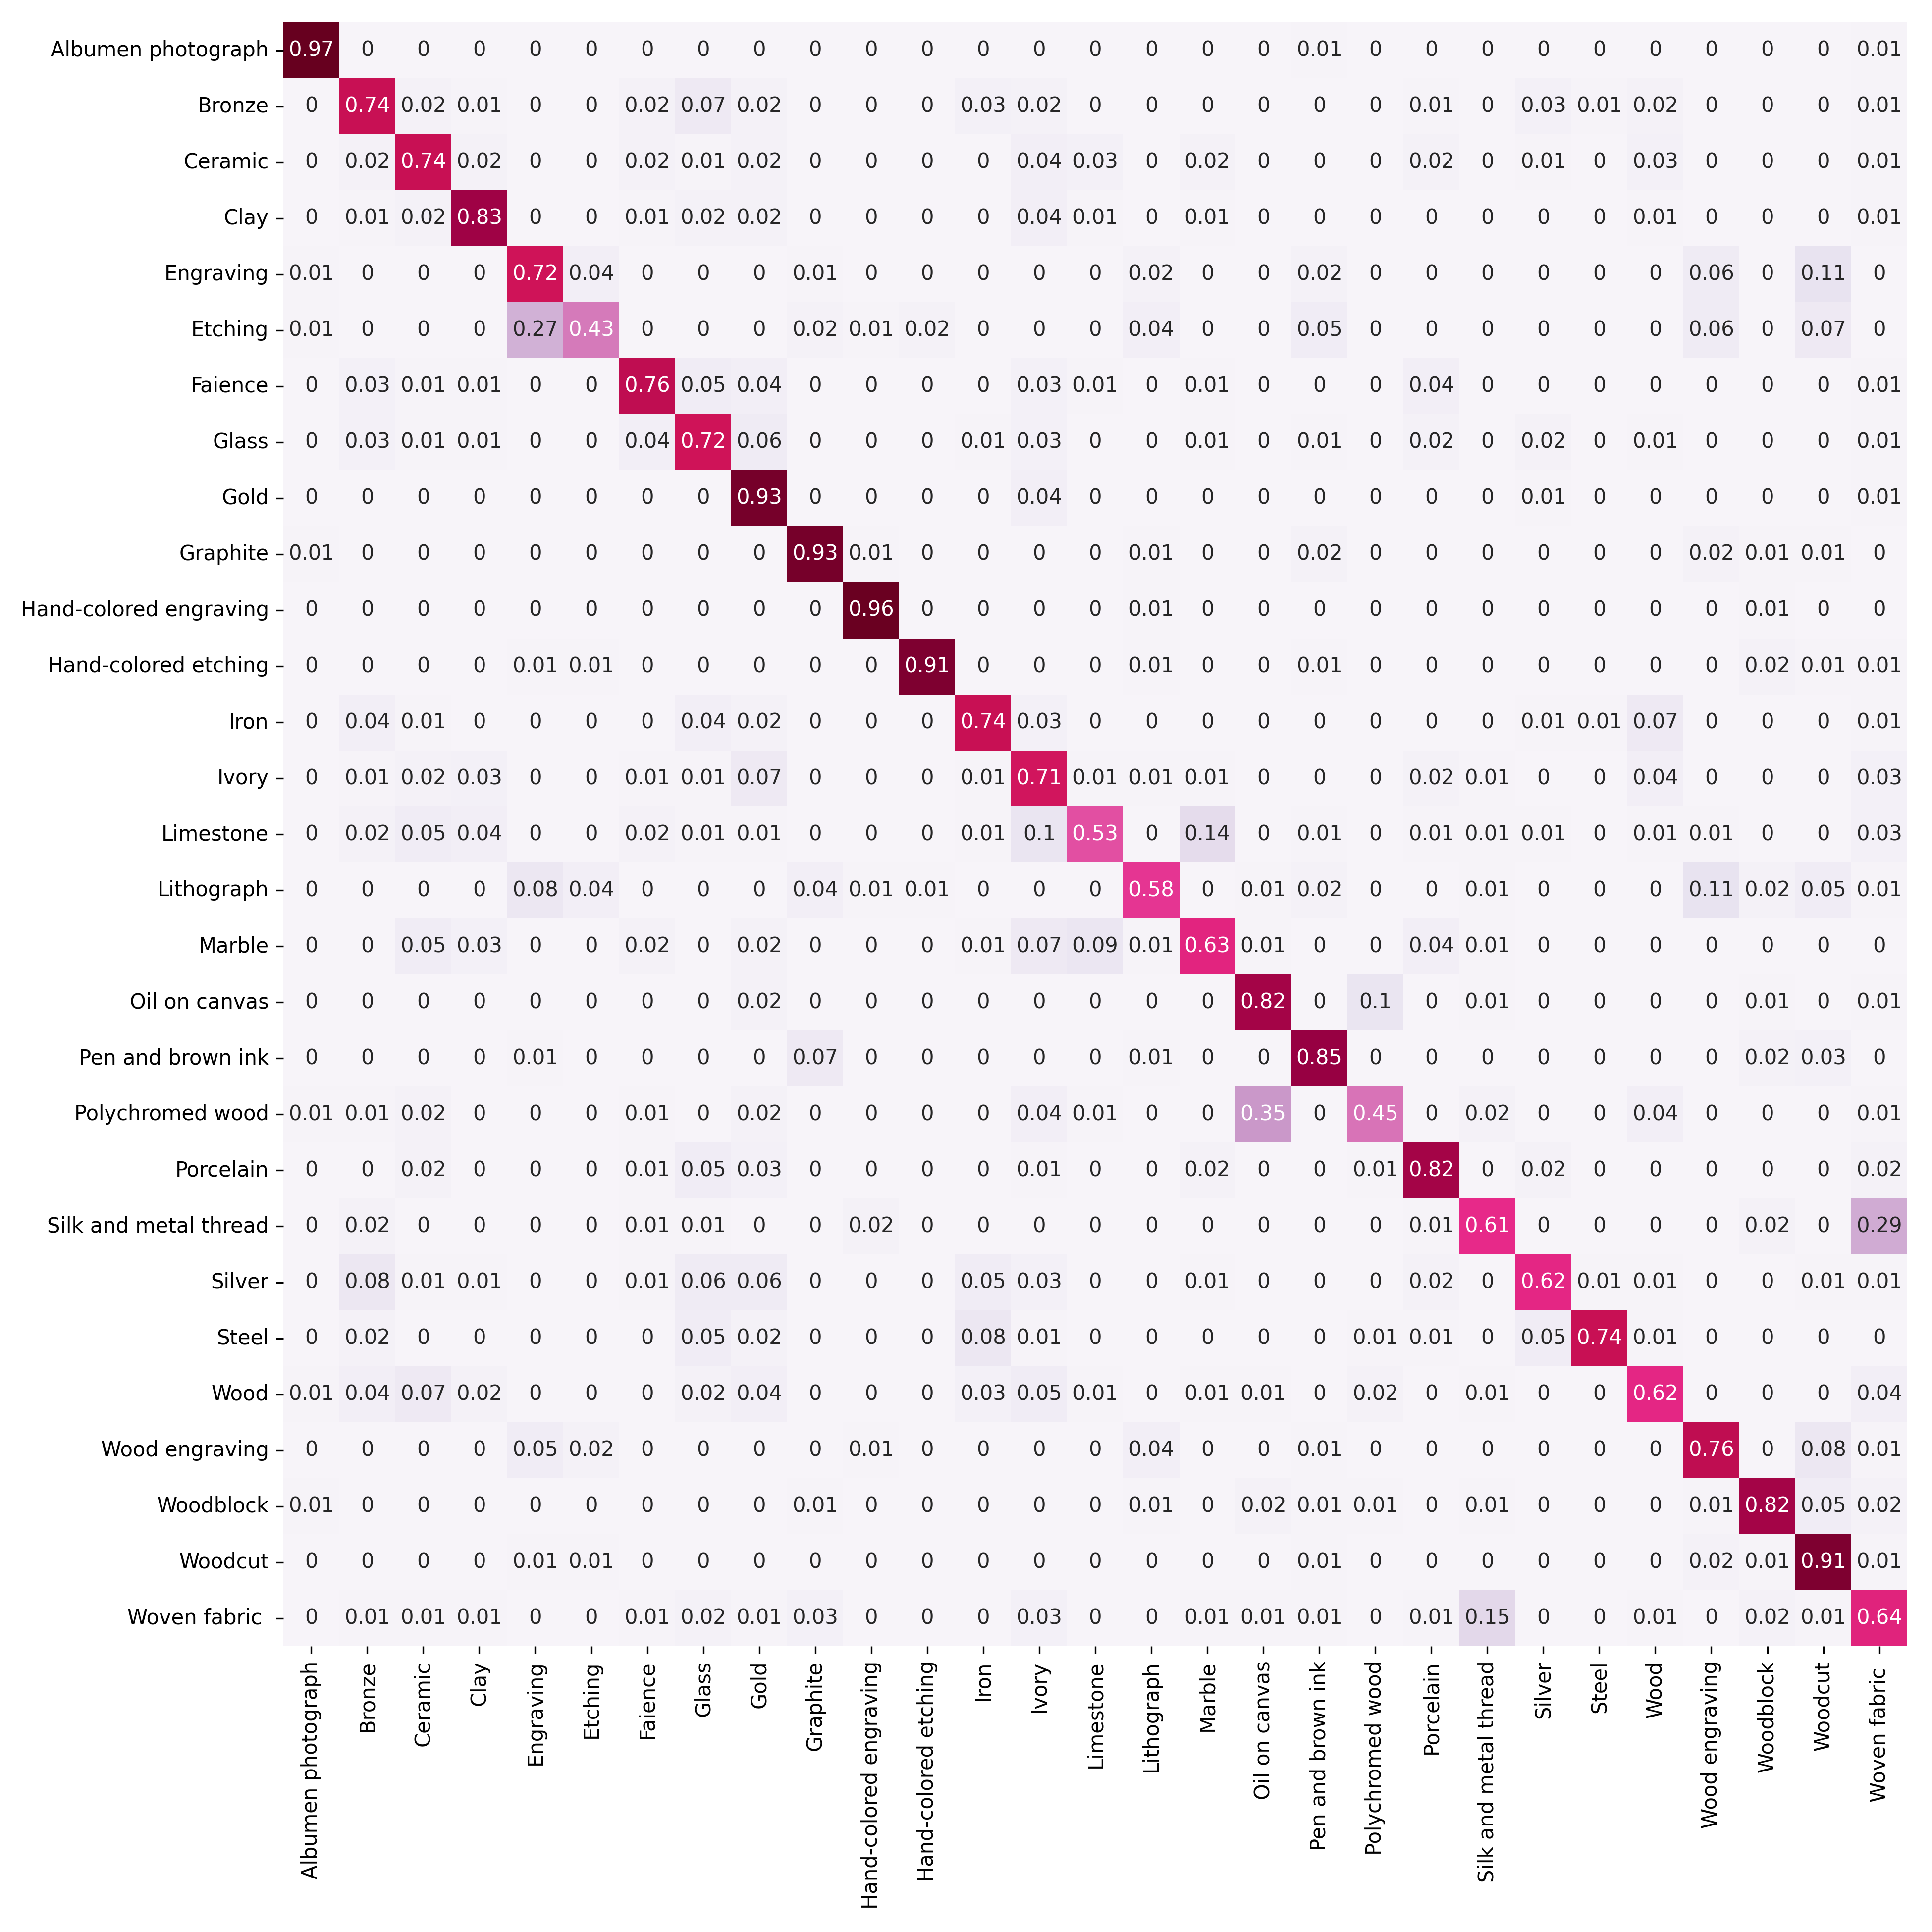 Albumen photograph 0.97 0 0 0 0 0 0 0 0 0 0 0 0 0 0 0 0 0 0.01 0 0 0 0 0 0 0 0 0 0.01
Bronze 0 0.74 0.02 0.01 0 0 0.02 0.07 0.02 0 0 0 0.03 0.02 0 0 0 0 0 0 0.01 0 0.03 0.01 0.02 0 0 0 0.01
Ceramic 0 0.02 0.74 0.02 0 0 0.02 0.01 0.02 0 0 0 0 0.04 0.03 0 0.02 0 0 0 0.02 0 0.01 0 0.03 0 0 0 0.01
Clay 0 0.01 0.02 0.83 0 0 0.01 0.02 0.02 0 0 0 0 0.04 0.01 0 0.01 0 0 0 0 0 0 0 0.01 0 0 0 0.01
Engraving 0.01 0 0 0 0.72 0.04 0 0 0 0.01 0 0 0 0 0 0.02 0 0 0.02 0 0 0 0 0 0 0.06 0 0.11 0
Etching 0.01 0 0 0 0.27 0.43 0 0 0 0.02 0.01 0.02 0 0 0 0.04 0 0 0.05 0 0 0 0 0 0 0.06 0 0.07 0
Faience 0 0.03 0.01 0.01 0 0 0.76 0.05 0.04 0 0 0 0 0.03 0.01 0 0.01 0 0 0 0.04 0 0 0 0 0 0 0 0.01
Glass 0 0.03 0.01 0.01 0 0 0.04 0.72 0.06 0 0 0 0.01 0.03 0 0 0.01 0 0.01 0 0.02 0 0.02 0 0.01 0 0 0 0.01
Gold 0 0 0 0 0 0 0 0 0.93 0 0 0 0 0.04 0 0 0 0 0 0 0 0 0.01 0 0 0 0 0 0.01
Graphite 0.01 0 0 0 0 0 0 0 0 0.93 0.01 0 0 0 0 0.01 0 0 0.02 0 0 0 0 0 0 0.02 0.01 0.01 0
Hand-colored engraving 0 0 0 0 0 0 0 0 0 0 0.96 0 0 0 0 0.01 0 0 0 0 0 0 0 0 0 0 0.01 0 0
Hand-colored etching 0 0 0 0 0.01 0.01 0 0 0 0 0 0.91 0 0 0 0.01 0 0 0.01 0 0 0 0 0 0 0 0.02 0.01 0.01
Iron 0 0.04 0.01 0 0 0 0 0.04 0.02 0 0 0 0.74 0.03 0 0 0 0 0 0 0 0 0.01 0.01 0.07 0 0 0 0.01
Ivory 0 0.01 0.02 0.03 0 0 0.01 0.01 0.07 0 0 0 0.01 0.71 0.01 0.01 0.01 0 0 0 0.02 0.01 0 0 0.04 0 0 0 0.03
Limestone 0 0.02 0.05 0.04 0 0 0.02 0.01 0.01 0 0 0 0.01 0.1 0.53 0 0.14 0 0.01 0 0.01 0.01 0.01 0 0.01 0.01 0 0 0.03
Lithograph 0 0 0 0 0.08 0.04 0 0 0 0.04 0.01 0.01 0 0 0 0.58 0 0.01 0.02 0 0 0.01 0 0 0 0.11 0.02 0.05 0.01
Marble 0 0 0.05 0.03 0 0 0.02 0 0.02 0 0 0 0.01 0.07 0.09 0.01 0.63 0.01 0 0 0.04 0.01 0 0 0 0 0 0 0
Oil on canvas 0 0 0 0 0 0 0 0 0.02 0 0 0 0 0 0 0 0 0.82 0 0.1 0 0.01 0 0 0 0 0.01 0 0.01
Pen and brown ink 0 0 0 0 0.01 0 0 0 0 0.07 0 0 0 0 0 0.01 0 0 0.85 0 0 0 0 0 0 0 0.02 0.03 0
Polychromed wood 0.01 0.01 0.02 0 0 0 0.01 0 0.02 0 0 0 0 0.04 0.01 0 0 0.35 0 0.45 0 0.02 0 0 0.04 0 0 0 0.01
Porcelain 0 0 0.02 0 0 0 0.01 0.05 0.03 0 0 0 0 0.01 0 0 0.02 0 0 0.01 0.82 0 0.02 0 0 0 0 0 0.02
Silk and metal thread 0 0.02 0 0 0 0 0.01 0.01 0 0 0.02 0 0 0 0 0 0 0 0 0 0.01 0.61 0 0 0 0 0.02 0 0.29
Silver 0 0.08 0.01 0.01 0 0 0.01 0.06 0.06 0 0 0 0.05 0.03 0 0 0.01 0 0 0 0.02 0 0.62 0.01 0.01 0 0 0.01 0.01
Steel 0 0.02 0 0 0 0 0 0.05 0.02 0 0 0 0.08 0.01 0 0 0 0 0 0.01 0.01 0 0.05 0.74 0.01 0 0 0 0
Wood 0.01 0.04 0.07 0.02 0 0 0 0.02 0.04 0 0 0 0.03 0.05 0.01 0 0.01 0.01 0 0.02 0 0.01 0 0 0.62 0 0 0 0.04
Wood engraving 0 0 0 0 0.05 0.02 0 0 0 0 0.01 0 0 0 0 0.04 0 0 0.01 0 0 0 0 0 0 0.76 0 0.08 0.01
Woodblock 0.01 0 0 0 0 0 0 0 0 0.01 0 0 0 0 0 0.01 0 0.02 0.01 0.01 0 0.01 0 0 0 0.01 0.82 0.05 0.02
Woodcut 0 0 0 0 0.01 0.01 0 0 0 0 0 0 0 0 0 0 0 0 0.01 0 0 0 0 0 0 0.02 0.01 0.91 0.01
Woven fabric 0 0.01 0.01 0.01 0 0 0.01 0.02 0.01 0.03 0 0 0 0.03 0 0 0.01 0.01 0.01 0 0.01 0.15 0 0 0.01 0 0.02 0.01 0.64
Albumen photograph
Bronze
Ceramic
Clay
Engraving
Etching
Faience
Glass
Gold
Graphite
Hand-colored engraving
Hand-colored etching
Iron
Ivory
Limestone
Lithograph
Marble
Oil on canvas
Pen and brown ink
Polychromed wood
Porcelain
Silk and metal thread
Silver
Steel
Wood
Wood engraving
Woodblock
Woodcut
Woven fabric